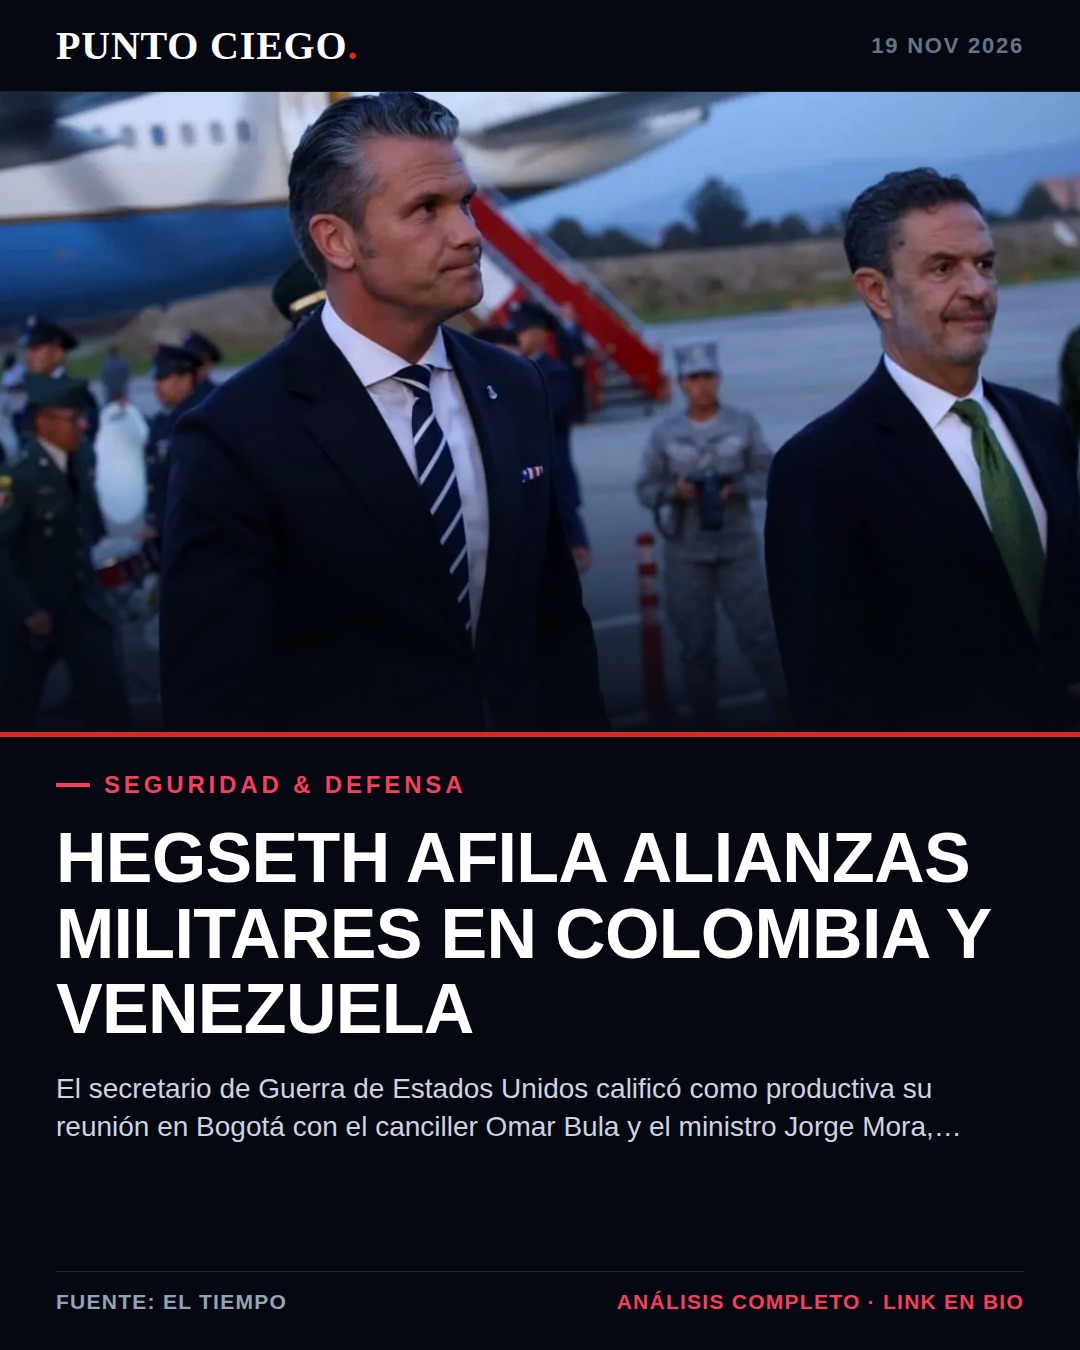 PUNTO CIEGO.
19 NOV 2026
SEGURIDAD & DEFENSA
HEGSETH AFILA ALIANZAS
MILITARES EN COLOMBIA Y
VENEZUELA
El secretario de Guerra de Estados Unidos calificó como productiva su
reunión en Bogotá con el canciller Omar Bula y el ministro Jorge Mora,…
FUENTE: EL TIEMPO
ANÁLISIS COMPLETO · LINK EN BIO